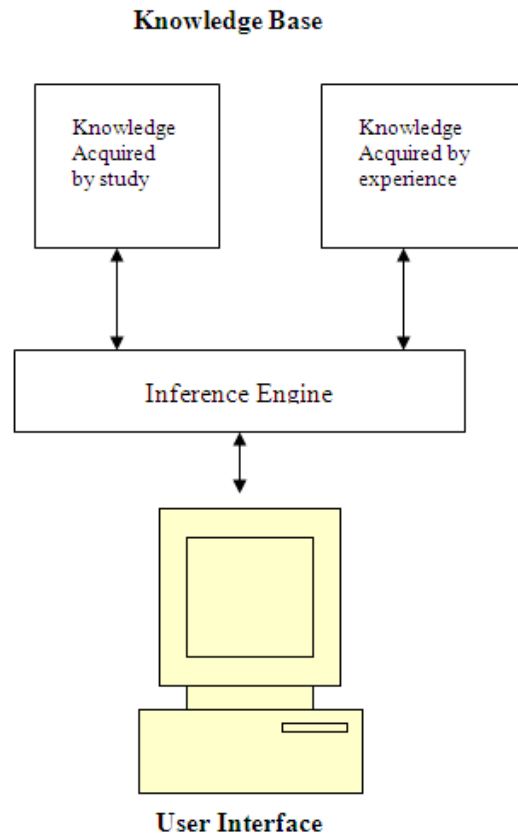 Knowledge Base
Knowledge
Acquired
by study
Knowledge
Acquired by
experience
Inference Engine
User Interface